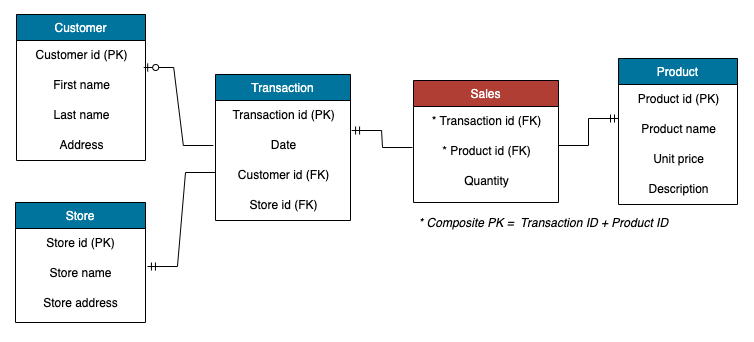 Customer
Customer id (PK)
First name
Last name
Address
Store
Store id (PK)
Store name
Store address
Transaction
Transaction id (PK)
Date
Customer id (FK)
Store id (FK)
Sales
* Transaction id (FK)
* Product id (FK)
Quantity
* Composite PK = Transaction ID + Product ID
Product
Product id (PK)
Product name
Unit price
Description